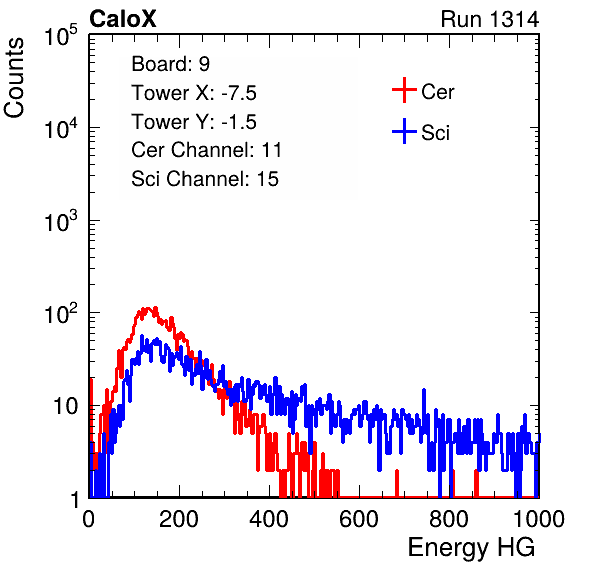 CaloX Run 1314
Counts
10^5
10^4
10^3
10^2
10
1
Board: 9
Tower X: -7.5
Tower Y: -1.5
Cer Channel: 11
Sci Channel: 15
Cer
Sci
0 200 400 600 800 1000
Energy HG